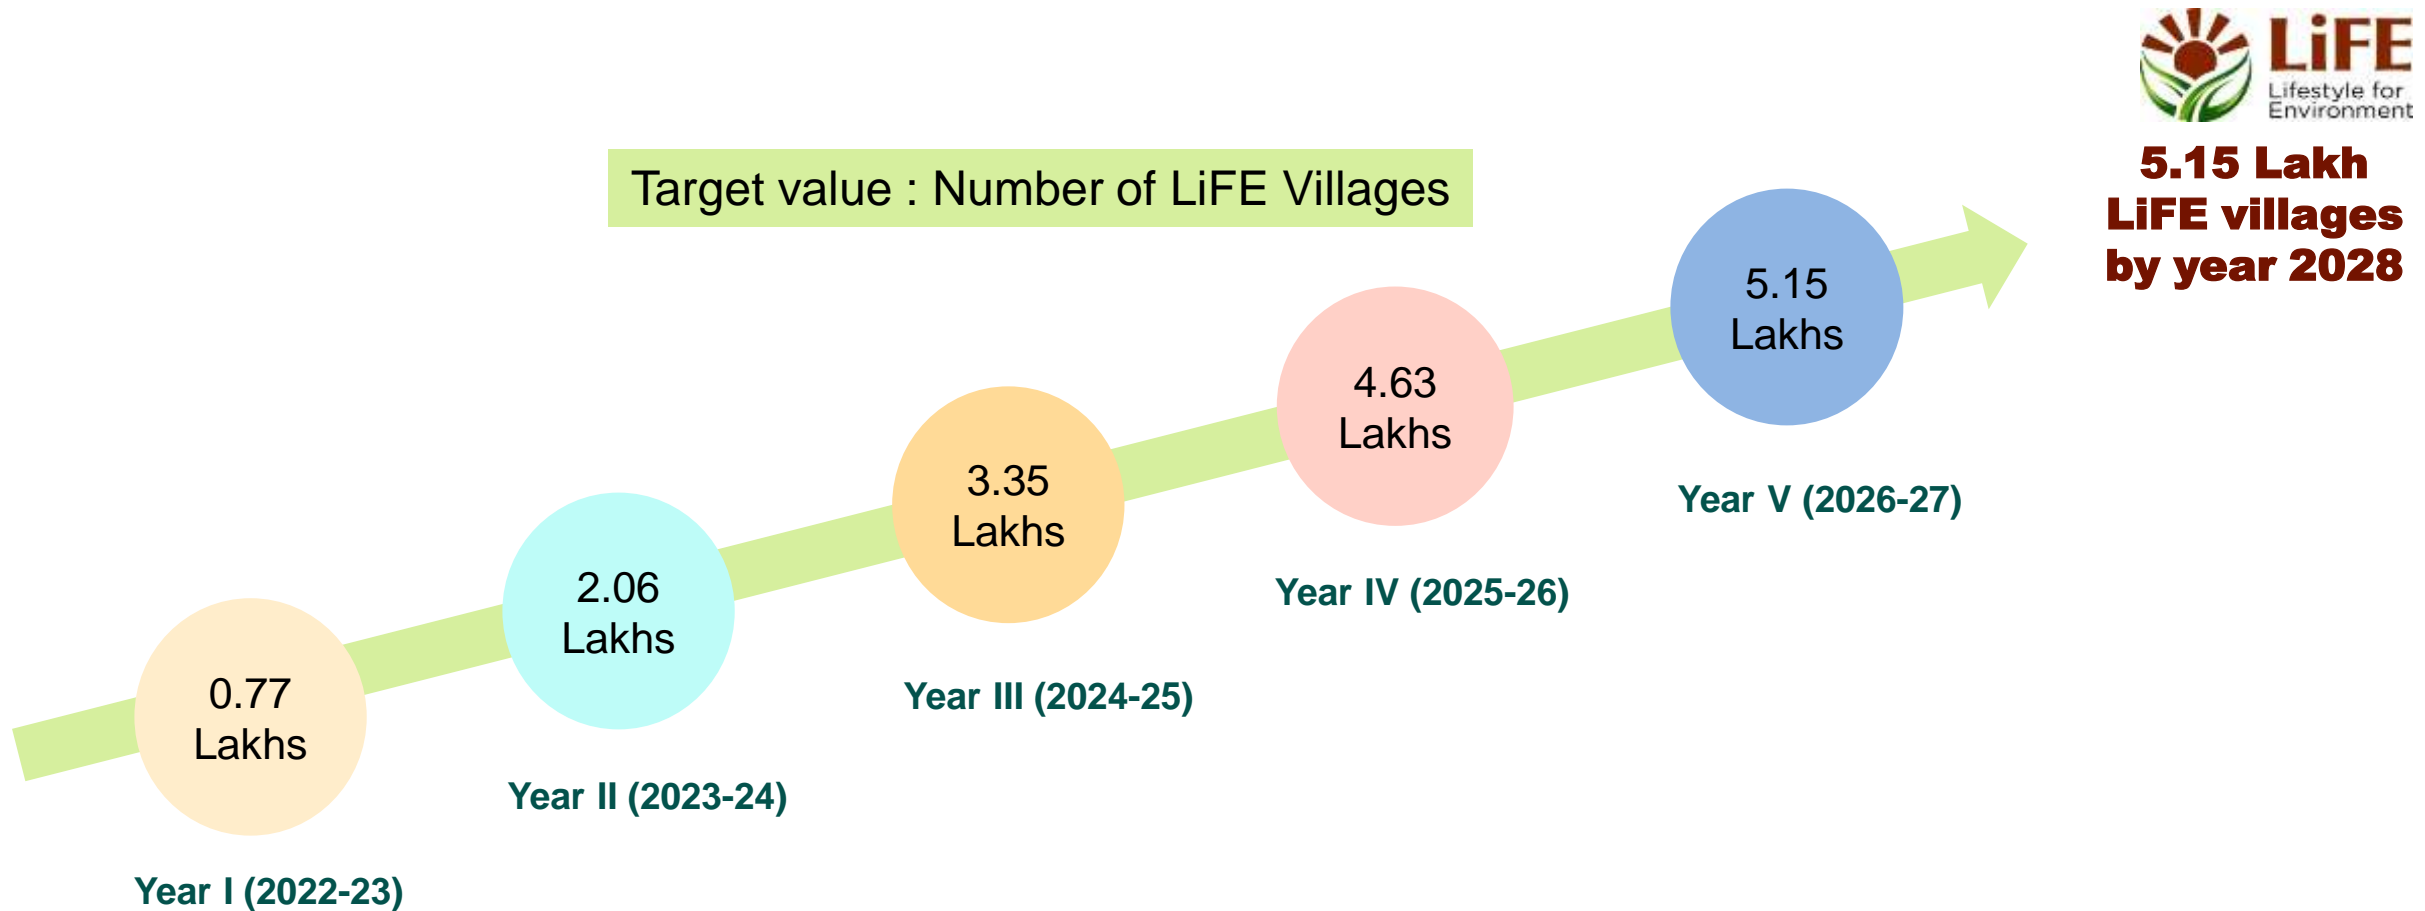 LiFE
Lifestyle for
Environment
5.15 Lakh
LiFE villages
by year 2028
Target value : Number of LiFE Villages
0.77
Lakhs
Year I (2022-23)
2.06
Lakhs
Year II (2023-24)
3.35
Lakhs
Year III (2024-25)
4.63
Lakhs
Year IV (2025-26)
5.15
Lakhs
Year V (2026-27)